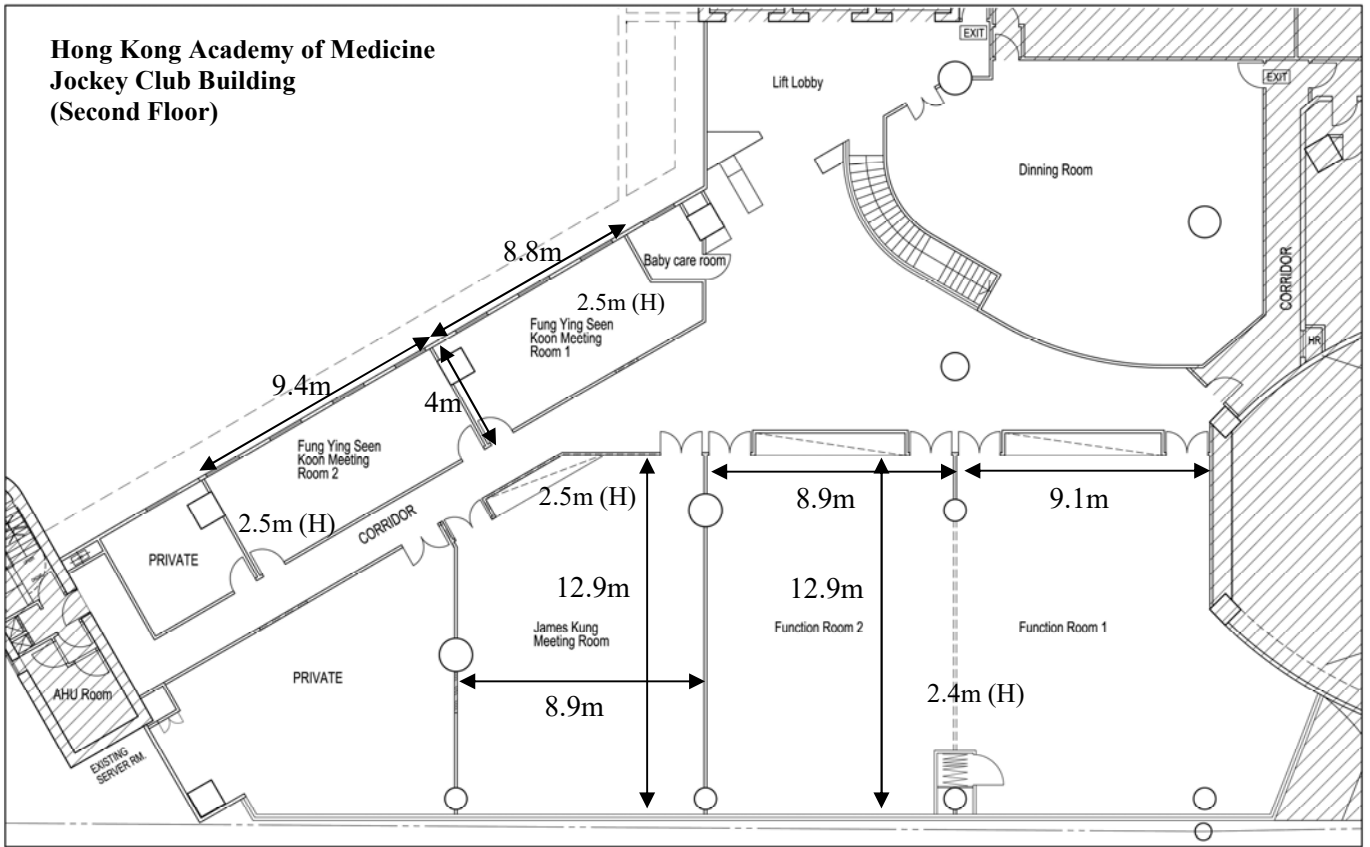 Hong Kong Academy of Medicine
Jockey Club Building
(Second Floor)
EXIT
Lift Lobby
EXIT
Dinning Room
8.8m
Baby care room
2.5m (H)
Fung Ying Seen
Koon Meeting
Room 1
CORRIDOR
HR
9.4m
4m
Fung Ying Seen
Koon Meeting
Room 2
2.5m (H)
CORRIDOR
2.5m (H)
8.9m
9.1m
PRIVATE
12.9m
12.9m
James Kung
Meeting Room
Function Room 2
Function Room 1
PRIVATE
AHU Room
8.9m
2.4m (H)
EXISTING
SERVER RM.